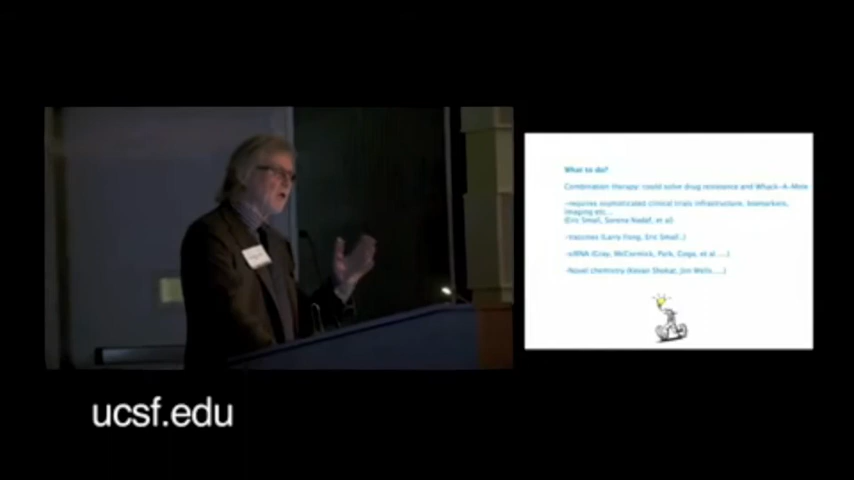 What to do?
Combination therapy: could solve drug resistance and Whack-A-Mole
-requires sophisticated clinical trials infrastructure, biomarkers,
imaging etc...
(Eric Small, Sorena Nadaf, et al)
-vaccines (Larry Fong, Eric Small..)
-siRNA (Gray, McCormick, Park, Coga, et al ....)
-Novel chemistry (Kevan Shokat, Jim Wells.....)
ucsf.edu